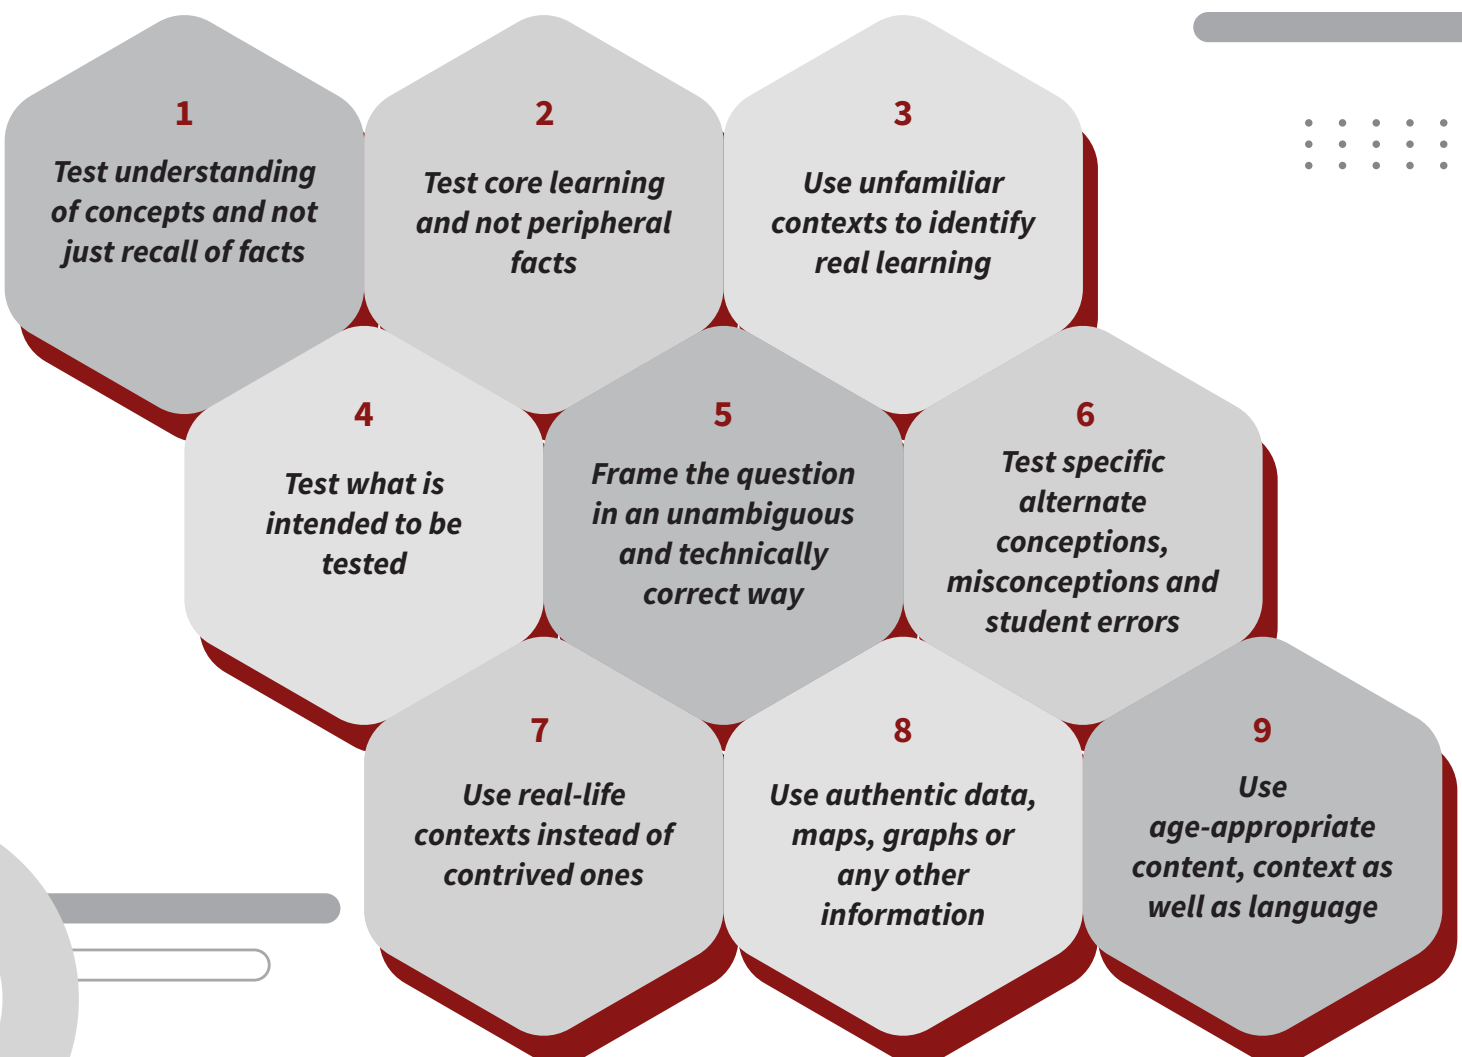 1
Test understanding
of concepts and not
just recall of facts
2
Test core learning
and not peripheral
facts
3
Use unfamiliar
contexts to identify
real learning
4
Test what is
intended to be
tested
5
Frame the question
in an unambiguous
and technically
correct way
6
Test specific
alternate
conceptions,
misconceptions and
student errors
7
Use real-life
contexts instead of
contrived ones
8
Use authentic data,
maps, graphs or
any other
information
9
Use
age-appropriate
content, context as
well as language